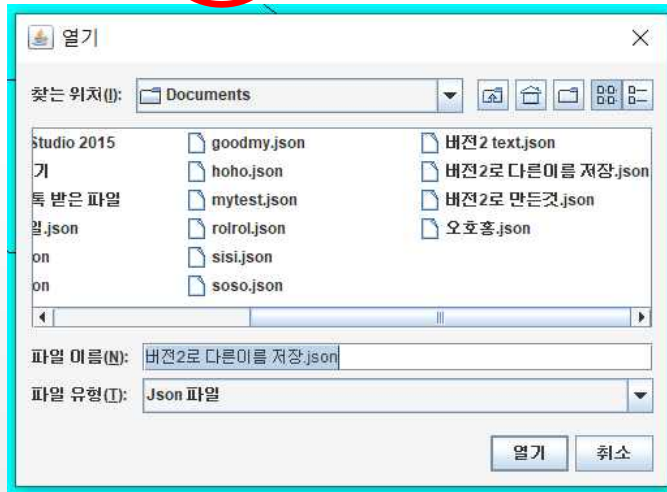 열기
찾는 위치(I): Documents
Studio 2015 goodmy.json 버전2 text.json
기 hoho.json 버전2로 다른이름 저장.json
톡 받은 파일 mytest.json 버전2로 만든것.json
일.json rolrol.json 오호홍.json
on sisi.json
on soso.json
파일 이름(N): 버전2로 다른이름 저장.json
파일 유형(T): Json 파일
열기 취소